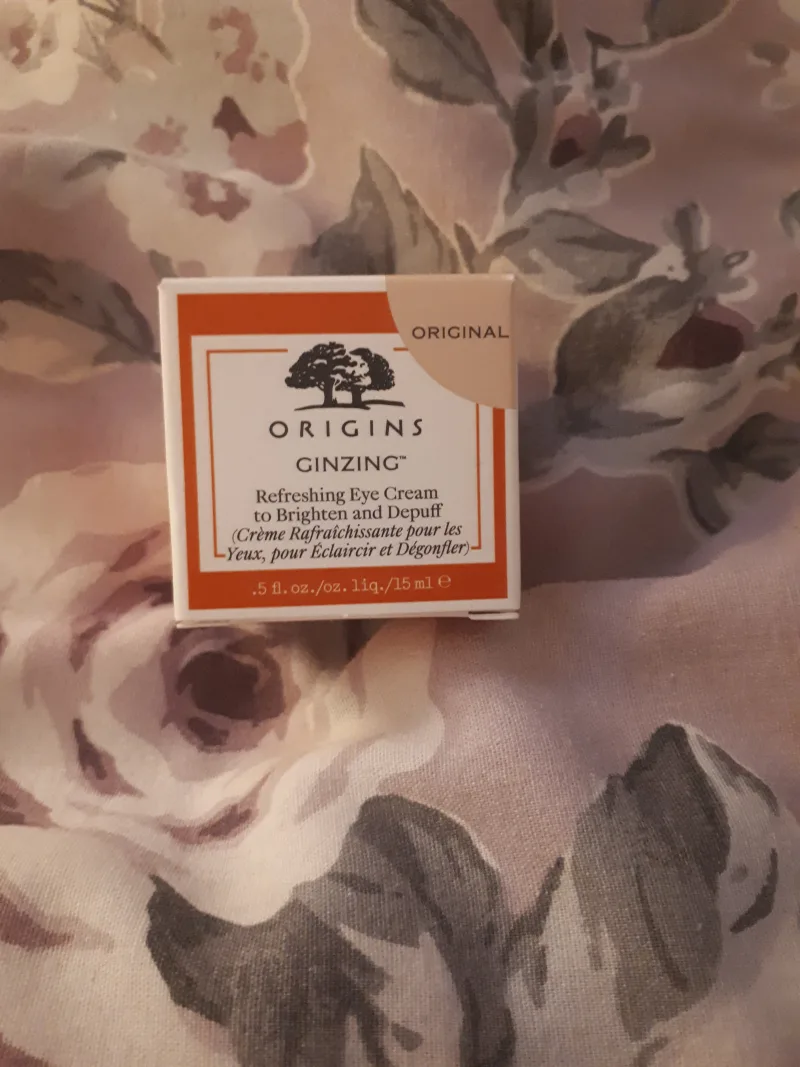 ORIGINAL
ORIGINS
GINZING™
Refreshing Eye Cream
to Brighten and Depuff
(Crème Rafraîchissante pour les
Yeux, pour Éclaircir et Dégonfler)
.5 fl. oz./oz. liq./15 ml ℮